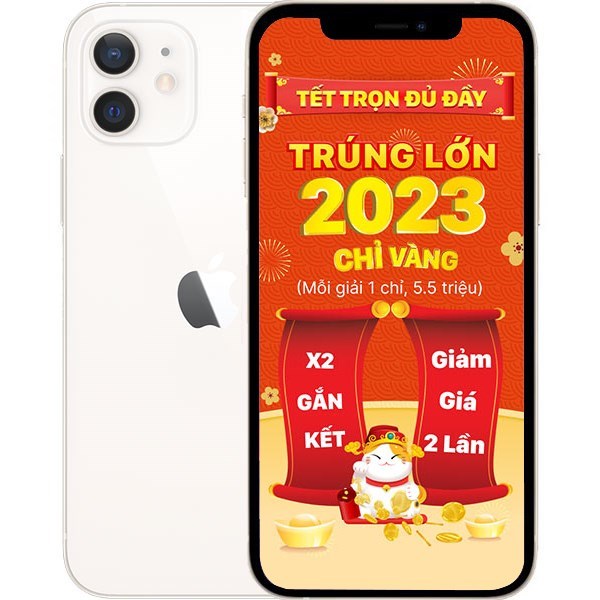 TẾT TRỌN ĐỦ ĐẦY
TRÚNG LỚN
2023
CHỈ VÀNG
(Mỗi giải 1 chỉ, 5.5 triệu)
X2
GẮN
KẾT
Giảm
Giá
2 Lần